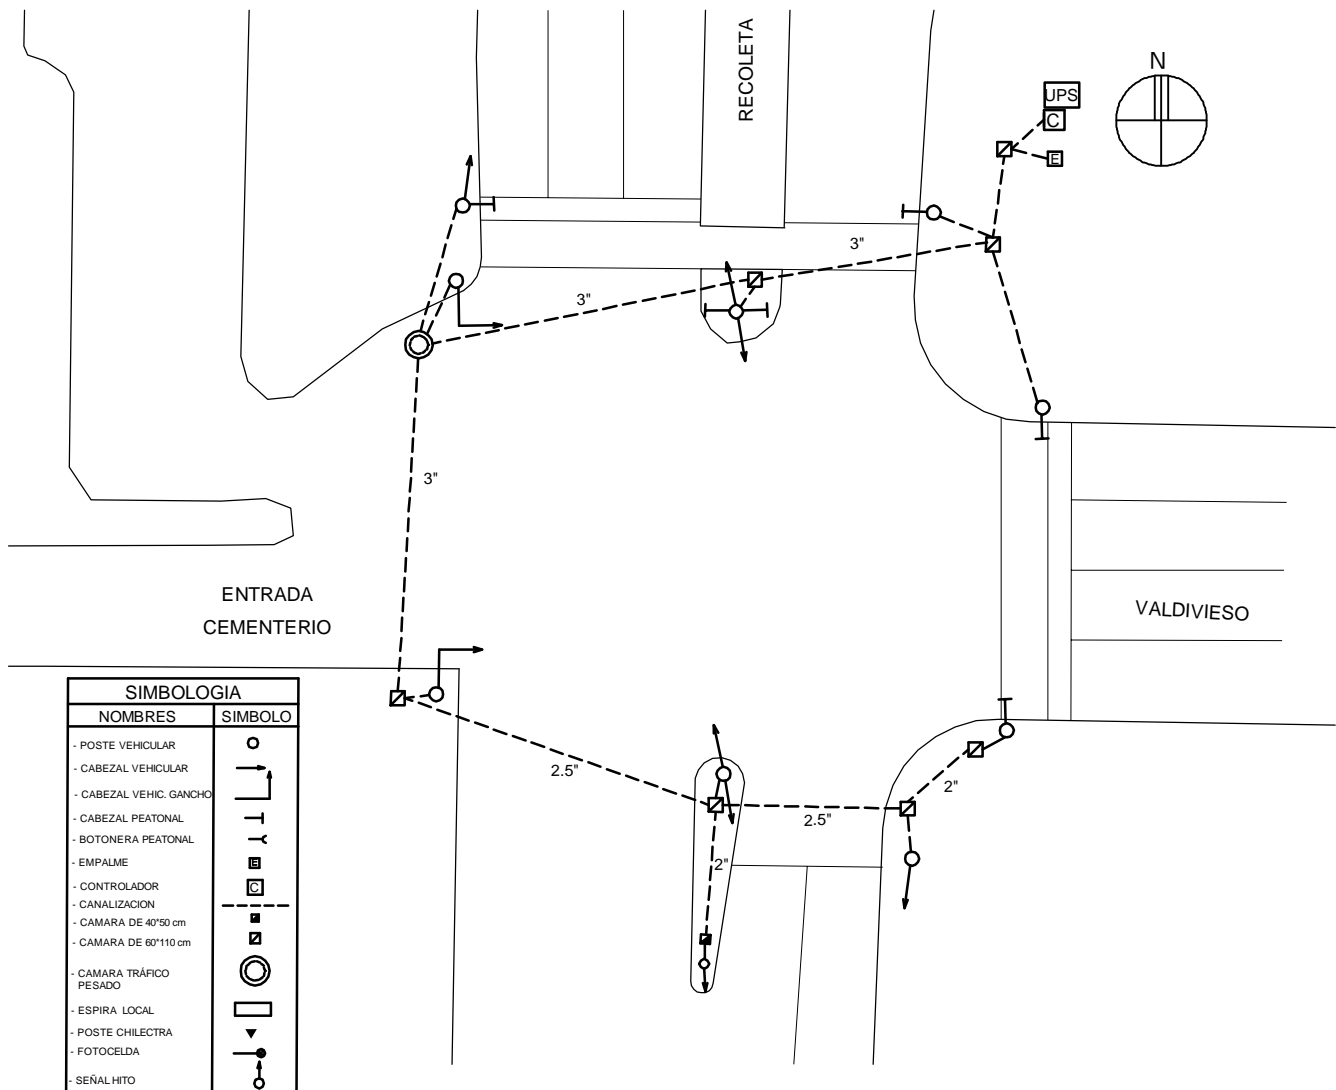 RECOLETA
N
UPS
C
E
3"
3"
3"
ENTRADA
CEMENTERIO
VALDIVIESO
2.5"
2.5"
2"
2"
SIMBOLOGIA
NOMBRES SIMBOLO
- POSTE VEHICULAR
- CABEZAL VEHICULAR
- CABEZAL VEHIC. GANCHO
- CABEZAL PEATONAL
- BOTONERA PEATONAL
- EMPALME E
- CONTROLADOR C
- CANALIZACION
- CAMARA DE 40*50 cm
- CAMARA DE 60*110 cm
- CAMARA TRÁFICO
PESADO
- ESPIRA LOCAL
- POSTE CHILECTRA
- FOTOCELDA
- SEÑAL HITO